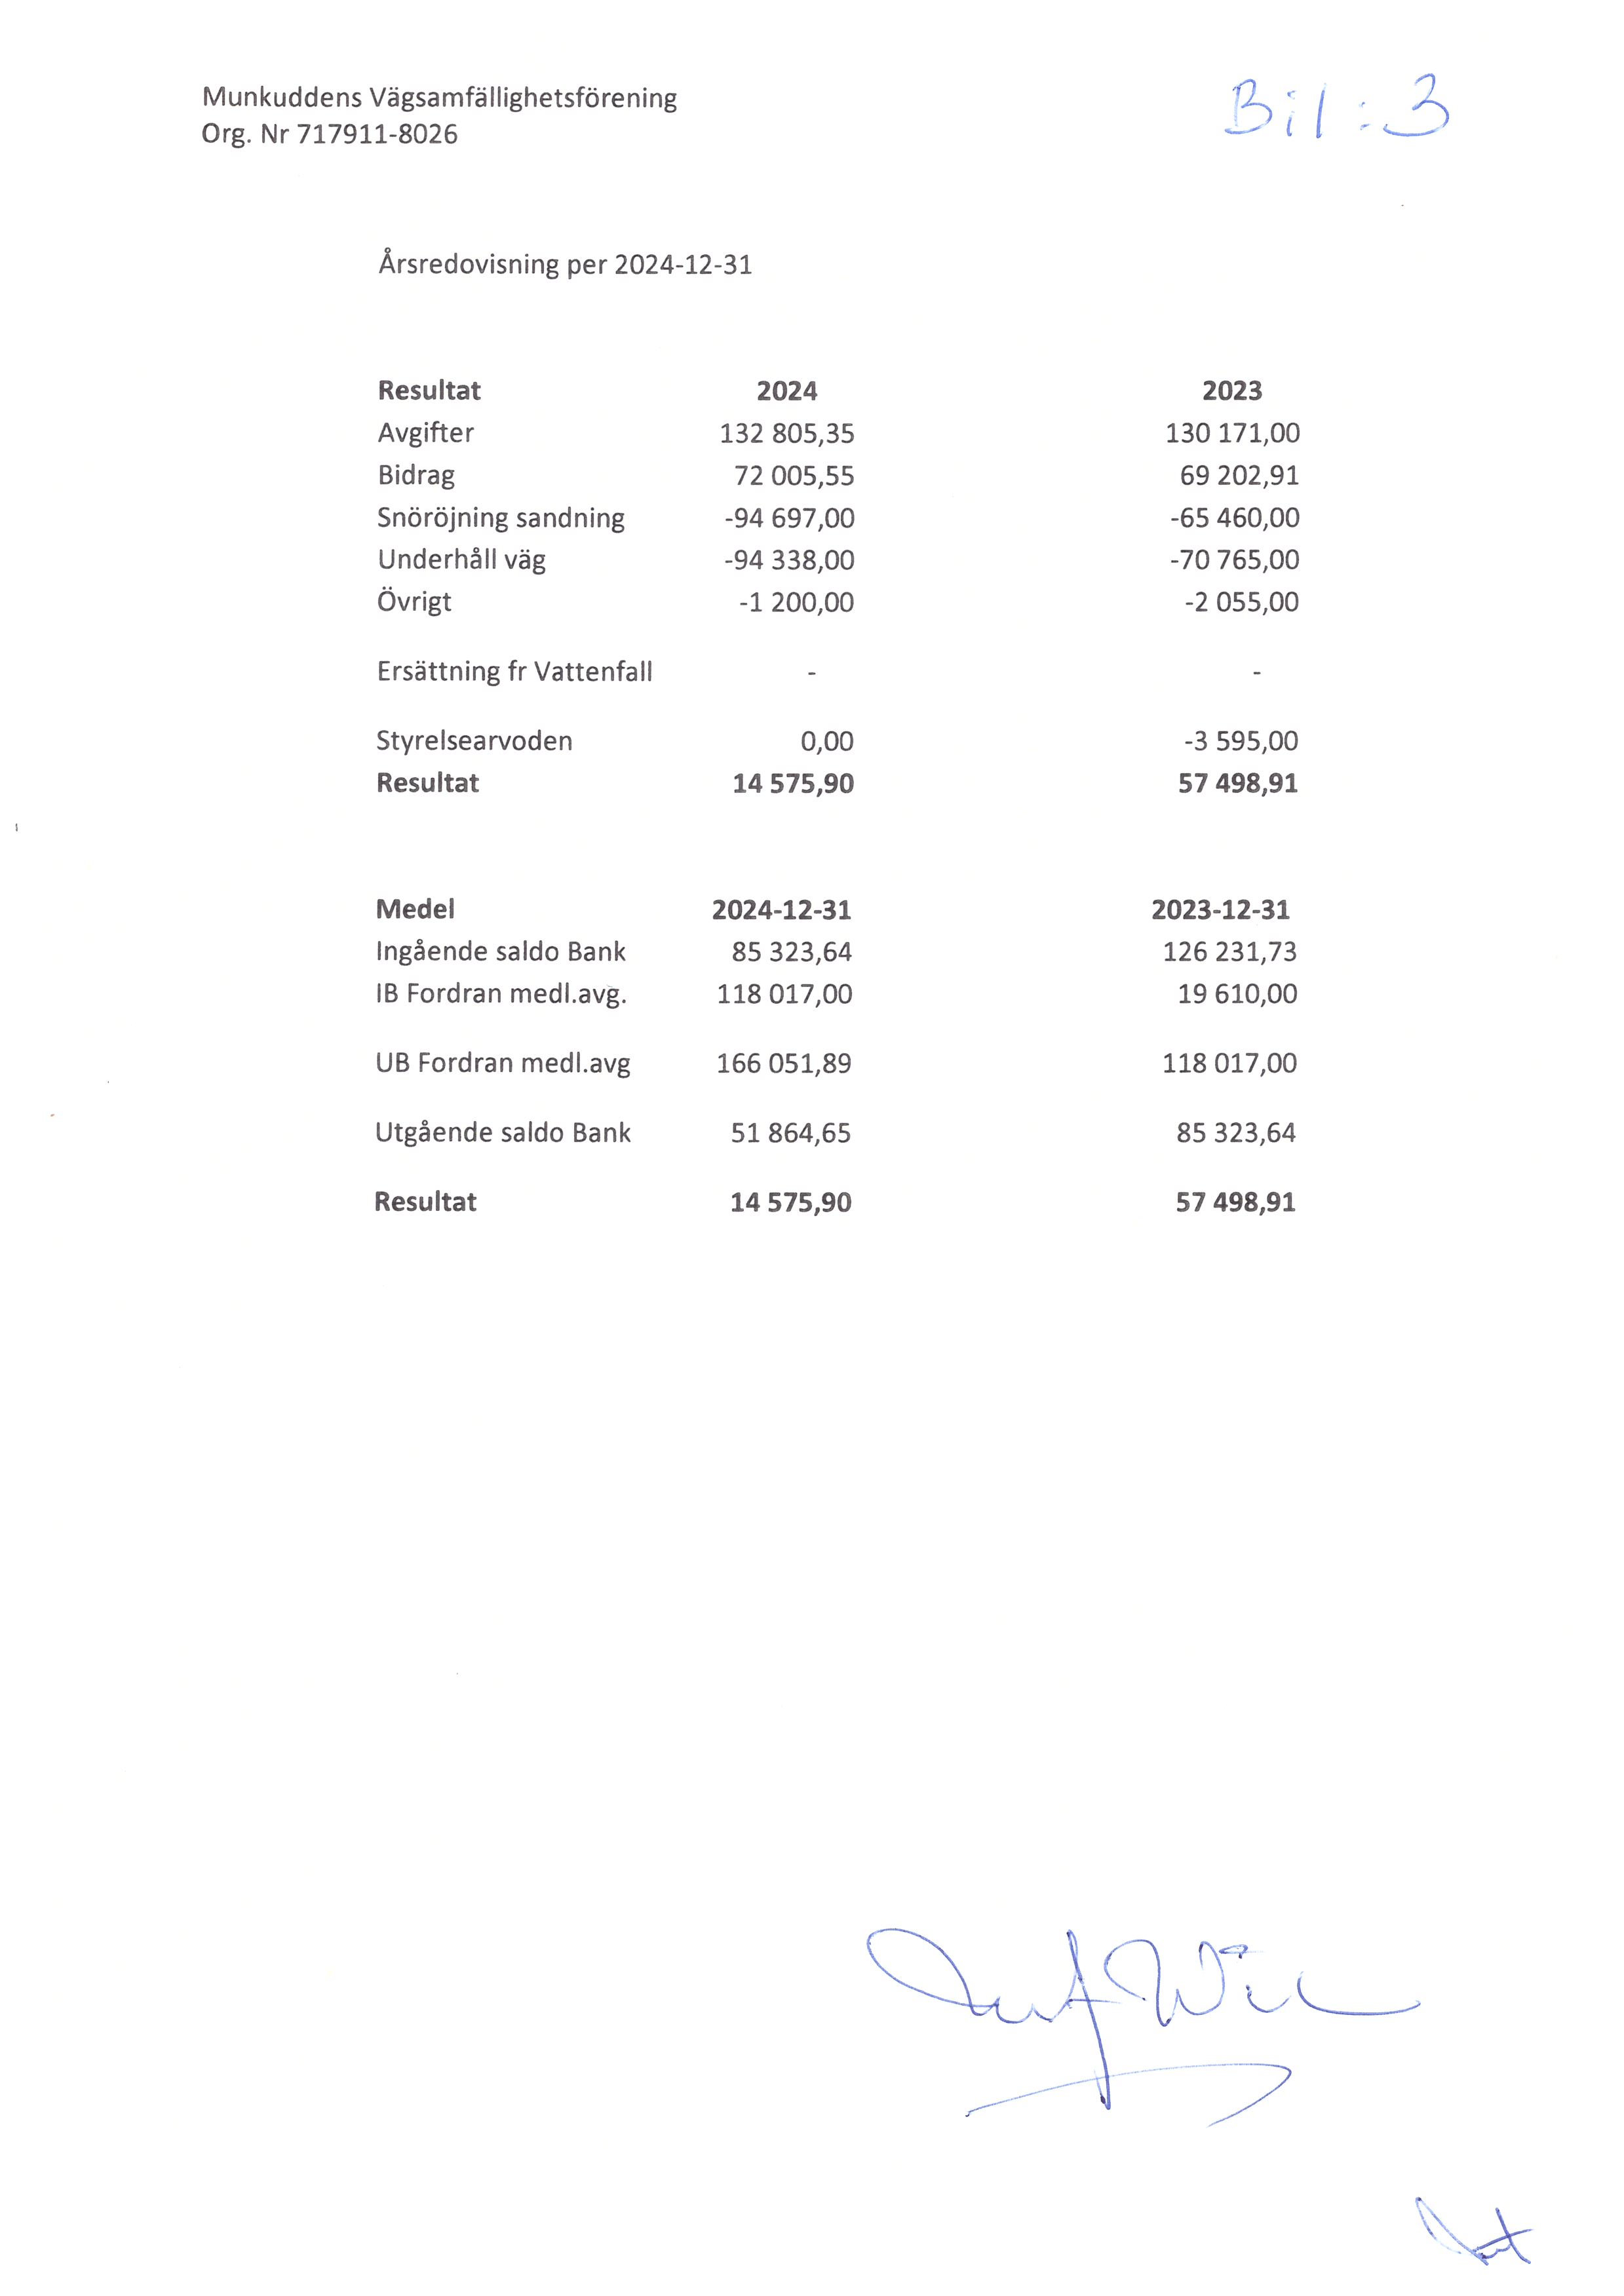 Munkuddens Vägsamfällighetsförening
Org. Nr 717911-8026
Bil:3
Årsredovisning per 2024-12-31
Resultat 2024 2023
Avgifter 132 805,35 130 171,00
Bidrag 72 005,55 69 202,91
Snöröjning sandning -94 697,00 -65 460,00
Underhåll väg -94 338,00 -70 765,00
Övrigt -1 200,00 -2 055,00
Ersättning fr Vattenfall - -
Styrelsearvoden 0,00 -3 595,00
Resultat 14 575,90 57 498,91
Medel 2024-12-31 2023-12-31
Ingående saldo Bank 85 323,64 126 231,73
IB Fordran medl.avg. 118 017,00 19 610,00
UB Fordran medl.avg 166 051,89 118 017,00
Utgående saldo Bank 51 864,65 85 323,64
Resultat 14 575,90 57 498,91